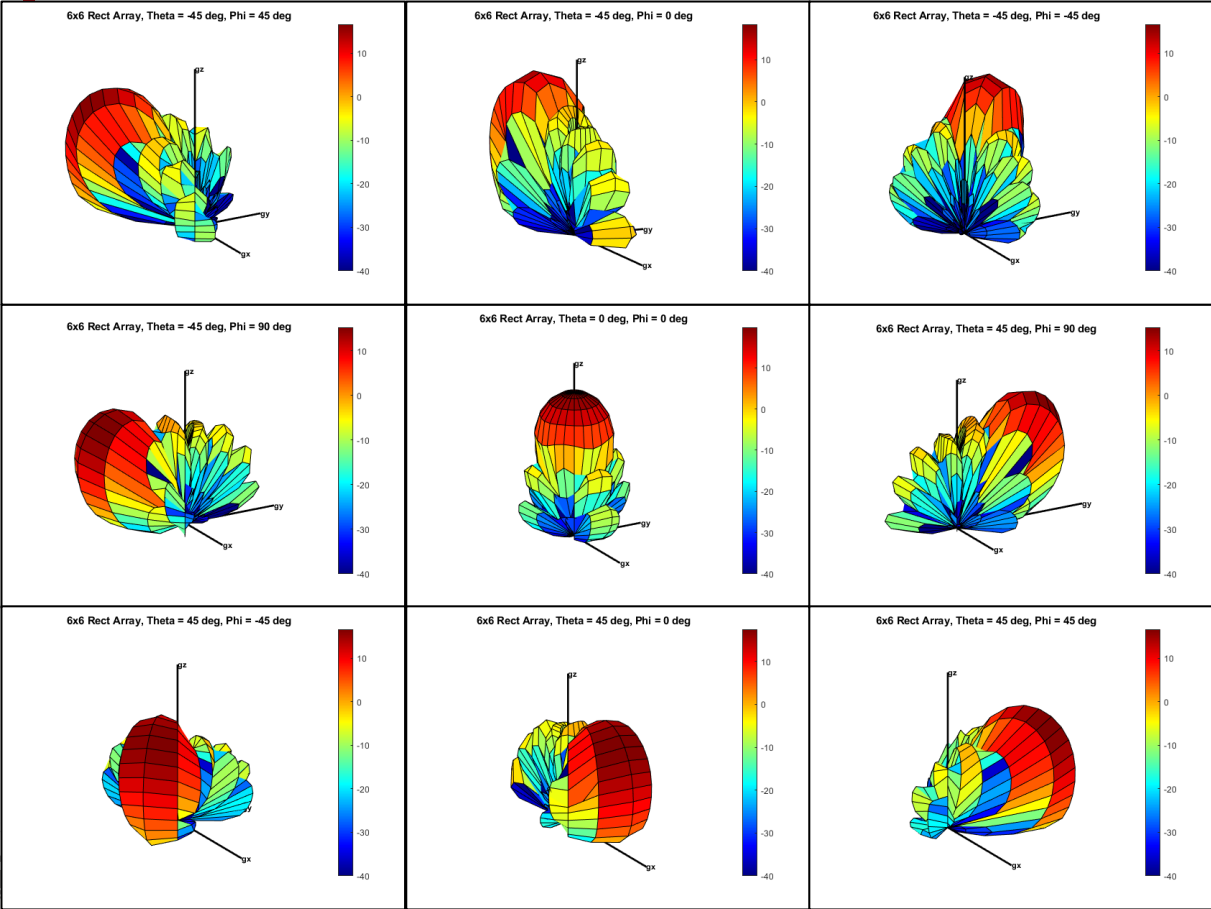 6x6 Rect Array, Theta = -45 deg, Phi = 45 deg
10
0
-10
-20
-30
-40
gz
gy
gx
6x6 Rect Array, Theta = -45 deg, Phi = 0 deg
10
0
-10
-20
-30
-40
gz
gy
gx
6x6 Rect Array, Theta = -45 deg, Phi = -45 deg
10
0
-10
-20
-30
-40
gz
gy
gx
6x6 Rect Array, Theta = -45 deg, Phi = 90 deg
10
0
-10
-20
-30
-40
gz
gy
gx
6x6 Rect Array, Theta = 0 deg, Phi = 0 deg
10
0
-10
-20
-30
-40
gz
gy
gx
6x6 Rect Array, Theta = 45 deg, Phi = 90 deg
10
0
-10
-20
-30
-40
gz
gy
gx
6x6 Rect Array, Theta = 45 deg, Phi = -45 deg
10
0
-10
-20
-30
-40
gz
gx
6x6 Rect Array, Theta = 45 deg, Phi = 0 deg
10
0
-10
-20
-30
-40
gz
gx
6x6 Rect Array, Theta = 45 deg, Phi = 45 deg
10
0
-10
-20
-30
-40
gz
gx